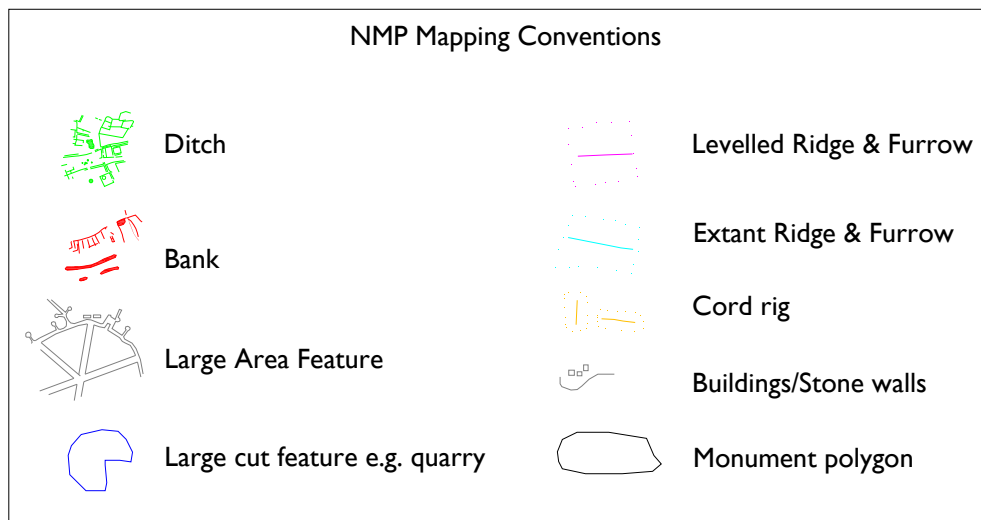 NMP Mapping Conventions
Ditch
Bank
Large Area Feature
Large cut feature e.g. quarry
Levelled Ridge & Furrow
Extant Ridge & Furrow
Cord rig
Buildings/Stone walls
Monument polygon